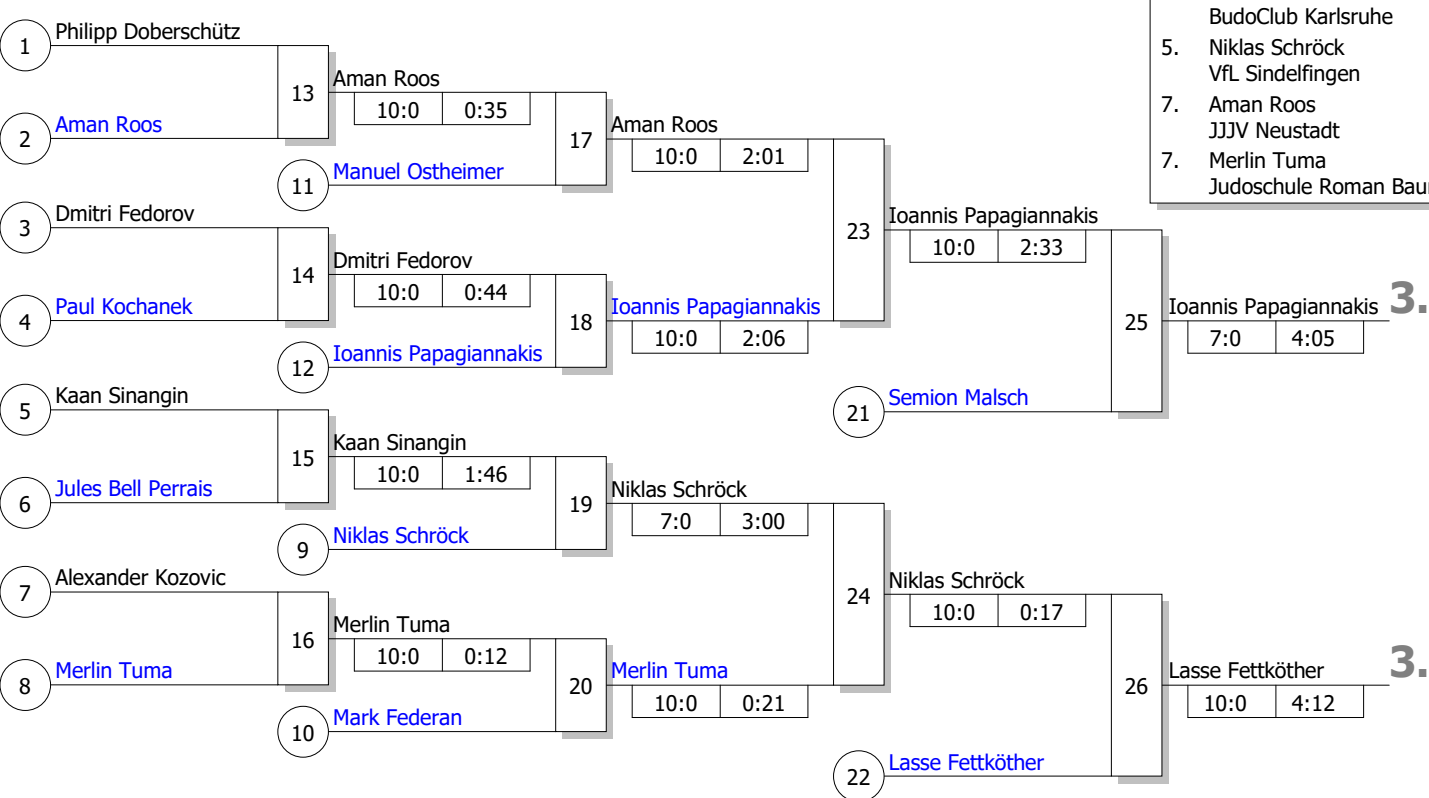 BudoClub Karlsruhe
5. Niklas Schröck
VfL Sindelfingen
7. Aman Roos
JJJV Neustadt
7. Merlin Tuma
Judoschule Roman Baur
1 Philipp Doberschütz
2 Aman Roos
13 Aman Roos
10:0 0:35
11 Manuel Ostheimer
17 Aman Roos
10:0 2:01
3 Dmitri Fedorov
4 Paul Kochanek
14 Dmitri Fedorov
10:0 0:44
12 Ioannis Papagiannakis
18 Ioannis Papagiannakis
10:0 2:06
23 Ioannis Papagiannakis
10:0 2:33
21 Semion Malsch
25 Ioannis Papagiannakis 3.
7:0 4:05
5 Kaan Sinangin
6 Jules Bell Perrais
15 Kaan Sinangin
10:0 1:46
9 Niklas Schröck
19 Niklas Schröck
7:0 3:00
7 Alexander Kozovic
8 Merlin Tuma
16 Merlin Tuma
10:0 0:12
10 Mark Federan
20 Merlin Tuma
10:0 0:21
24 Niklas Schröck
10:0 0:17
22 Lasse Fettköther
26 Lasse Fettköther 3.
10:0 4:12